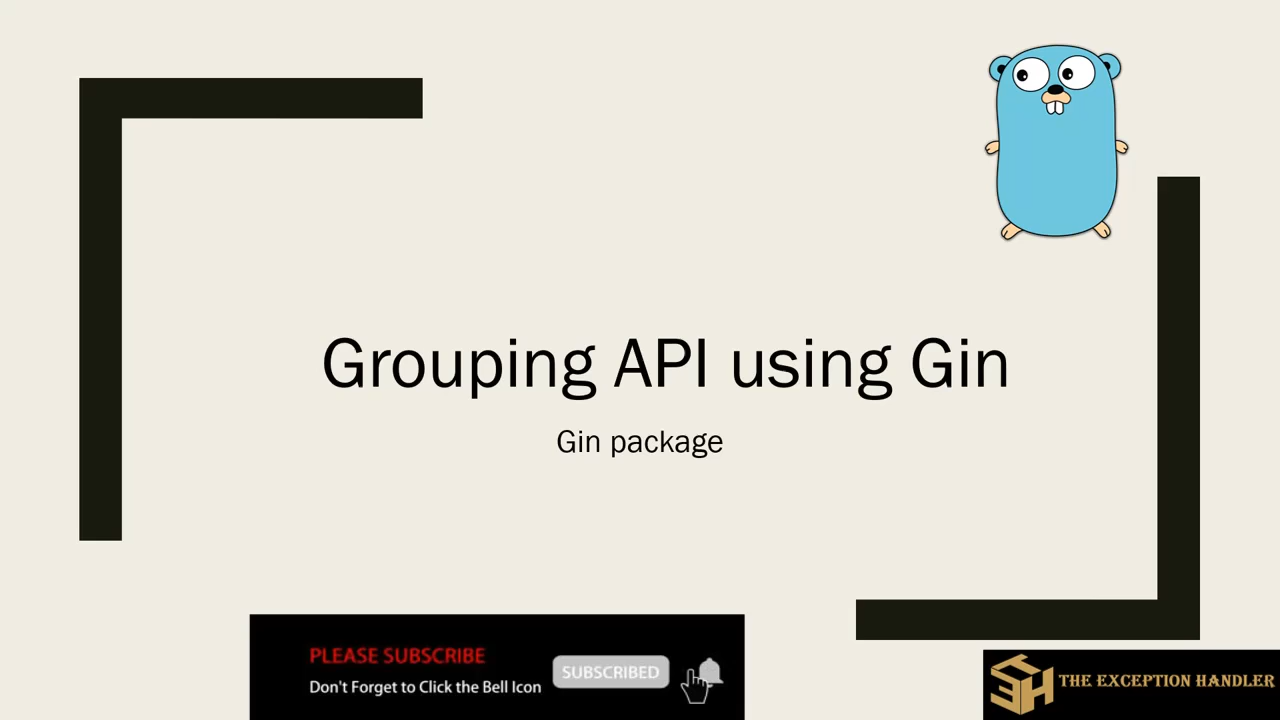 Grouping API using Gin
Gin package
PLEASE SUBSCRIBE
Don't Forget to Click the Bell Icon
SUBSCRIBED
TEH
THE EXCEPTION HANDLER